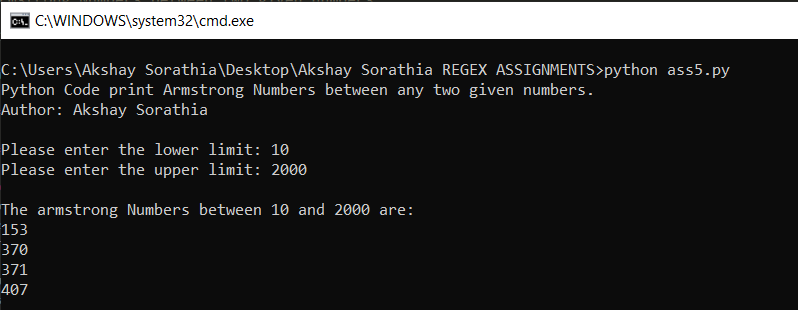 C:\WINDOWS\system32\cmd.exe
C:\Users\Akshay Sorathia\Desktop\Akshay Sorathia REGEX ASSIGNMENTS>python ass5.py
Python Code print Armstrong Numbers between any two given numbers.
Author: Akshay Sorathia
Please enter the lower limit: 10
Please enter the upper limit: 2000
The armstrong Numbers between 10 and 2000 are:
153
370
371
407